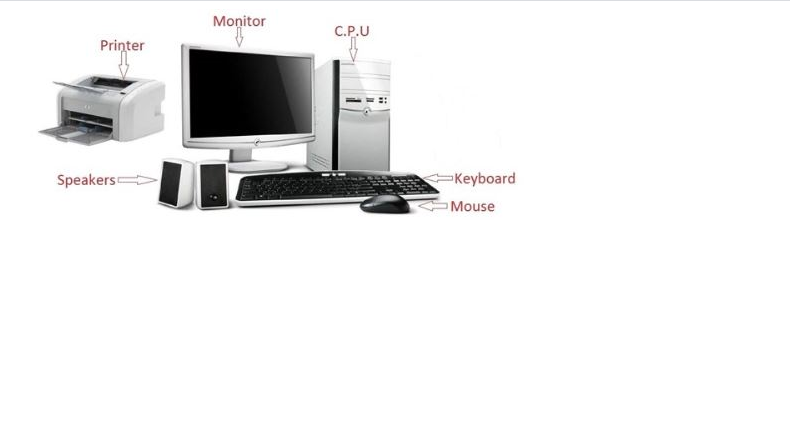 Monitor
C.P.U
Printer
Speakers
Keyboard
Mouse